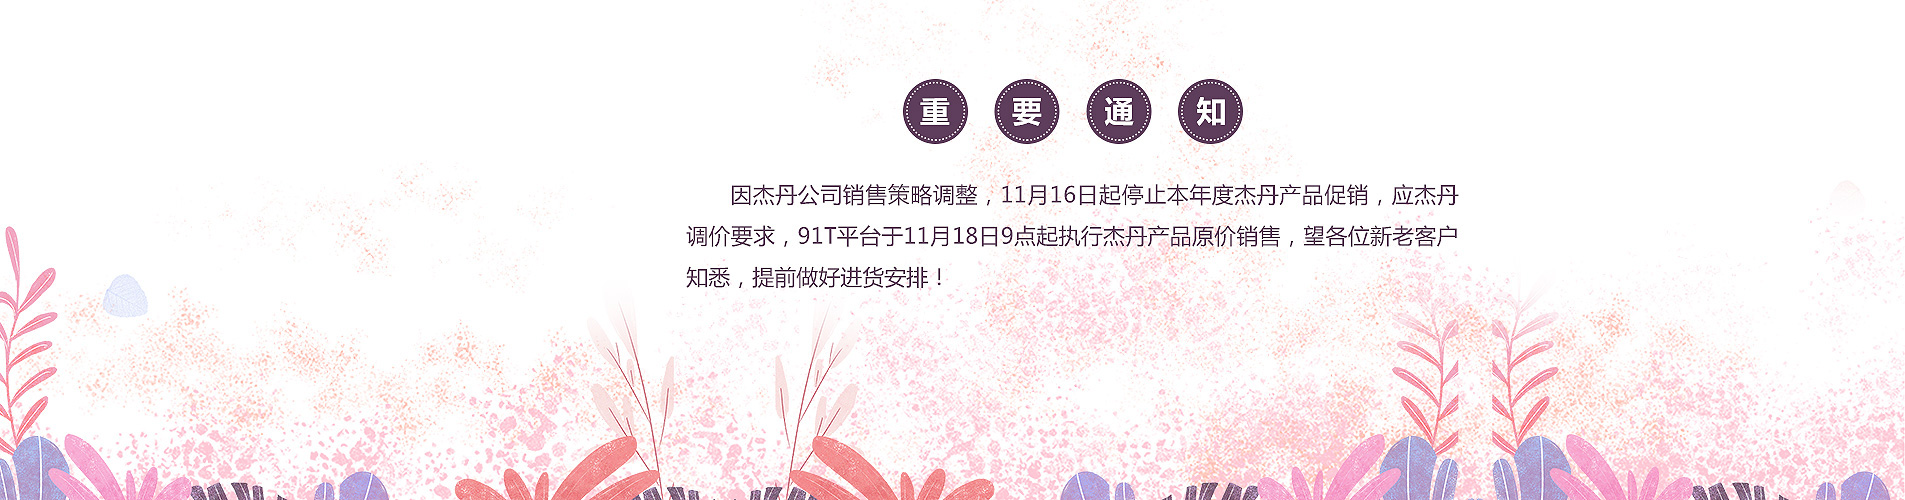 重要通知
因杰丹公司销售策略调整，11月16日起停止本年度杰丹产品促销，应杰丹
调价要求，91T平台于11月18日9点起执行杰丹产品原价销售，望各位新老客户
知悉，提前做好进货安排！